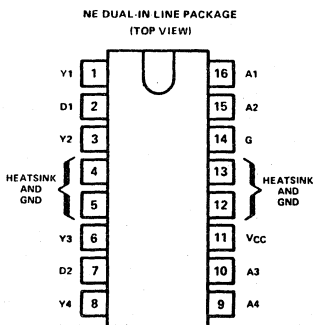 NE DUAL-IN-LINE PACKAGE
(TOP VIEW)
Y1 1 16 A1
D1 2 15 A2
Y2 3 14 G
4 13
HEATSINK AND GND HEATSINK AND GND
5 12
Y3 6 11 VCC
D2 7 10 A3
Y4 8 9 A4